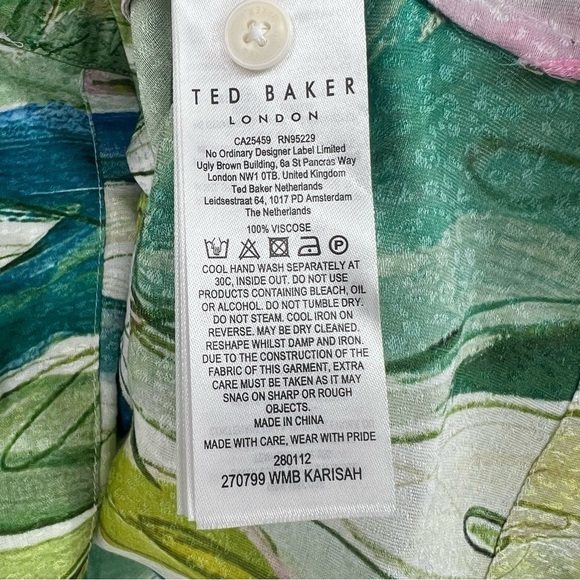 TED BAKER
LONDON
CA25459 RN95229
No Ordinary Designer Label Limited
Ugly Brown Building, 6a St Pancras Way
London NW1 0TB. United Kingdom
Ted Baker Netherlands
Leidsestraat 64, 1017 PD Amsterdam
The Netherlands
100% VISCOSE
COOL HAND WASH SEPARATELY AT
30C, INSIDE OUT. DO NOT USE
PRODUCTS CONTAINING BLEACH, OIL
OR ALCOHOL. DO NOT TUMBLE DRY.
DO NOT STEAM. COOL IRON ON
REVERSE. MAY BE DRY CLEANED.
RESHAPE WHILST DAMP AND IRON.
DUE TO THE CONSTRUCTION OF THE
FABRIC OF THIS GARMENT, EXTRA
CARE MUST BE TAKEN AS IT MAY
SNAG ON SHARP OR ROUGH
OBJECTS.
MADE IN CHINA
MADE WITH CARE, WEAR WITH PRIDE
280112
270799 WMB KARISAH